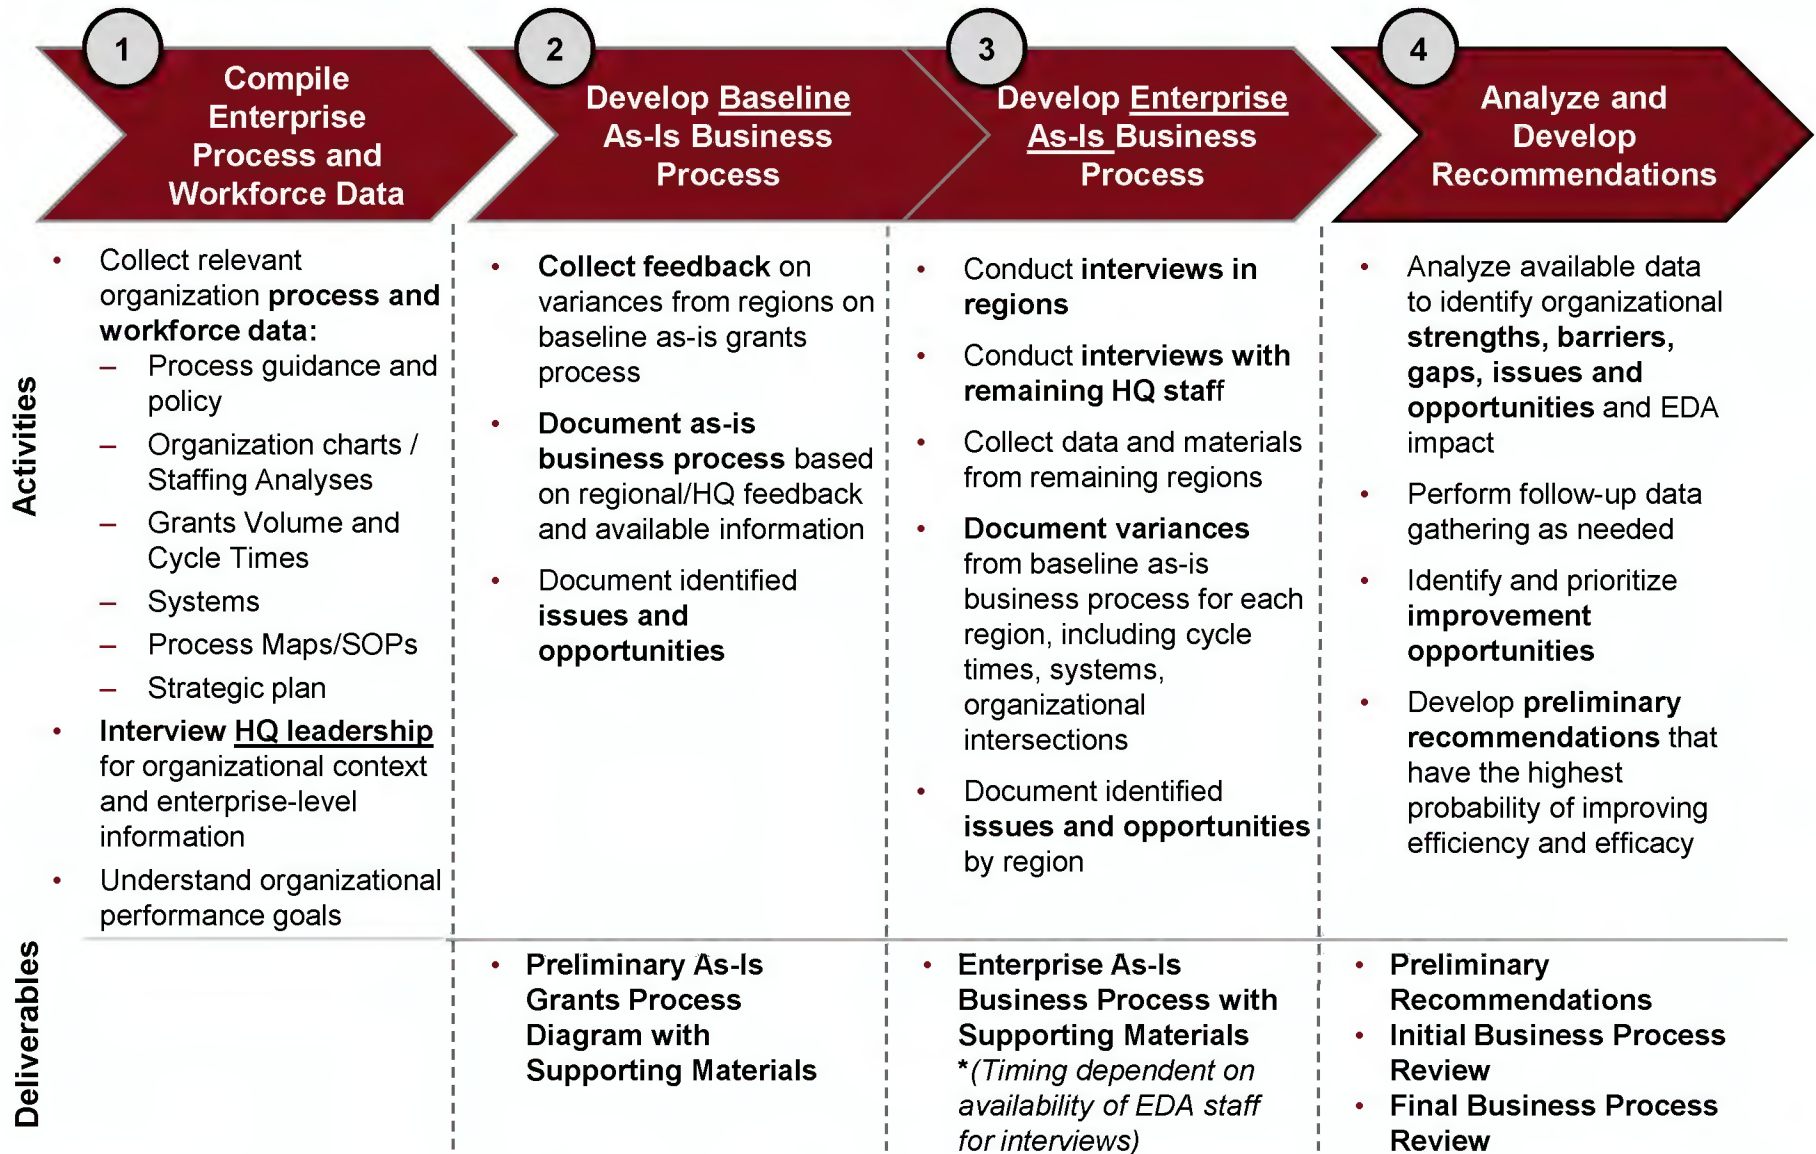 1
Compile
Enterprise
Process and
Workforce Data
2
Develop Baseline
As-Is Business
Process
3
Develop Enterprise
As-Is Business
Process
4
Analyze and
Develop
Recommendations
Activities
• Collect relevant
organization process and
workforce data:
– Process guidance and
policy
– Organization charts /
Staffing Analyses
– Grants Volume and
Cycle Times
– Systems
– Process Maps/SOPs
– Strategic plan
• Interview HQ leadership
for organizational context
and enterprise-level
information
• Understand organizational
performance goals
• Collect feedback on
variances from regions on
baseline as-is grants
process
• Document as-is
business process based
on regional/HQ feedback
and available information
• Document identified
issues and
opportunities
• Conduct interviews in
regions
• Conduct interviews with
remaining HQ staff
• Collect data and materials
from remaining regions
• Document variances
from baseline as-is
business process for each
region, including cycle
times, systems,
organizational
intersections
• Document identified
issues and opportunities
by region
• Analyze available data
to identify organizational
strengths, barriers,
gaps, issues and
opportunities and EDA
impact
• Perform follow-up data
gathering as needed
• Identify and prioritize
improvement
opportunities
• Develop preliminary
recommendations that
have the highest
probability of improving
efficiency and efficacy
Deliverables
• Preliminary As-Is
Grants Process
Diagram with
Supporting Materials
• Enterprise As-Is
Business Process with
Supporting Materials
*(Timing dependent on
availability of EDA staff
for interviews)
• Preliminary
Recommendations
• Initial Business Process
Review
• Final Business Process
Review